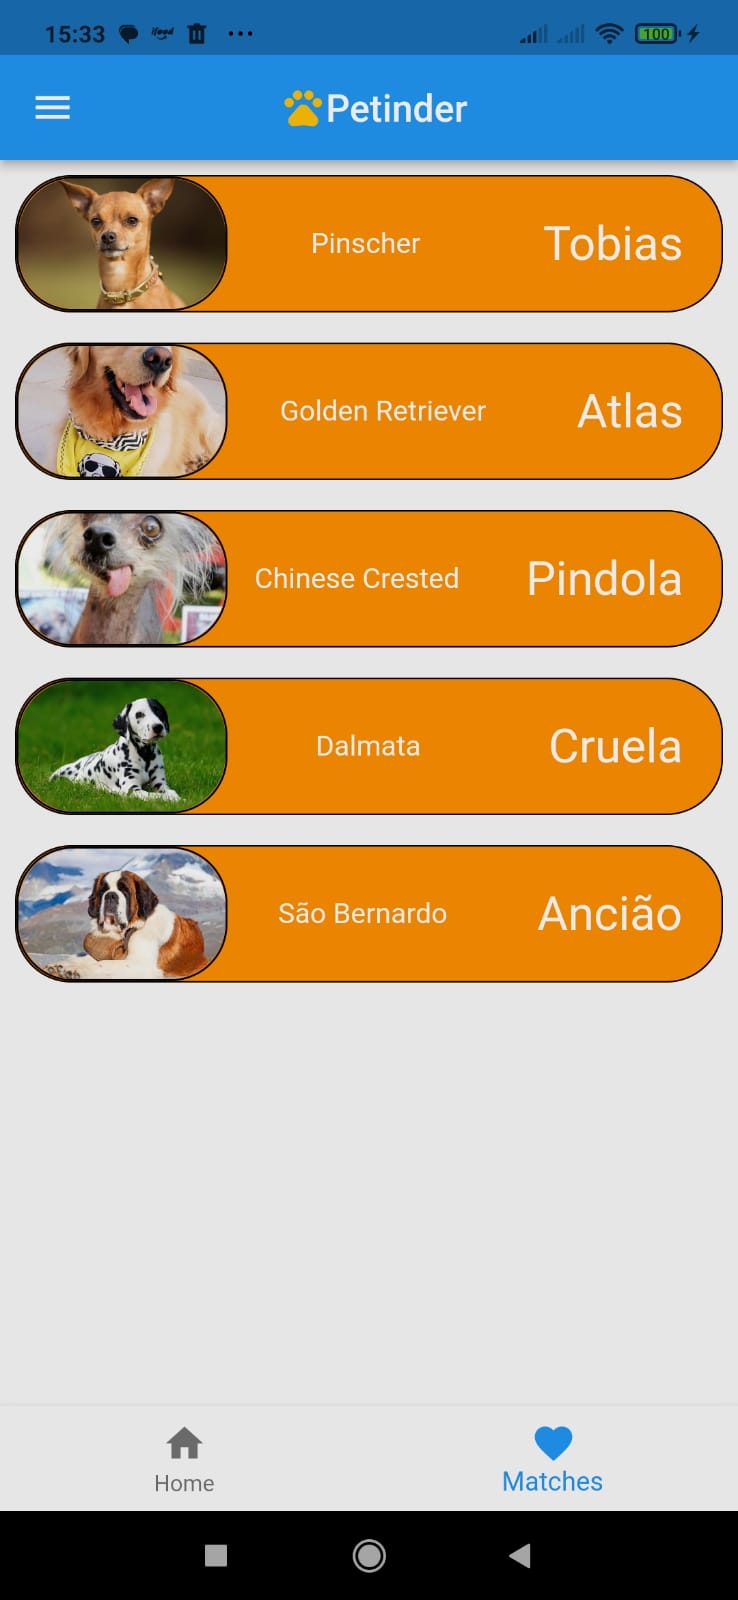 15:33 ifood 100
Petinder
Pinscher Tobias
Golden Retriever Atlas
Chinese Crested Pindola
Dalmata Cruela
São Bernardo Ancião
Home Matches